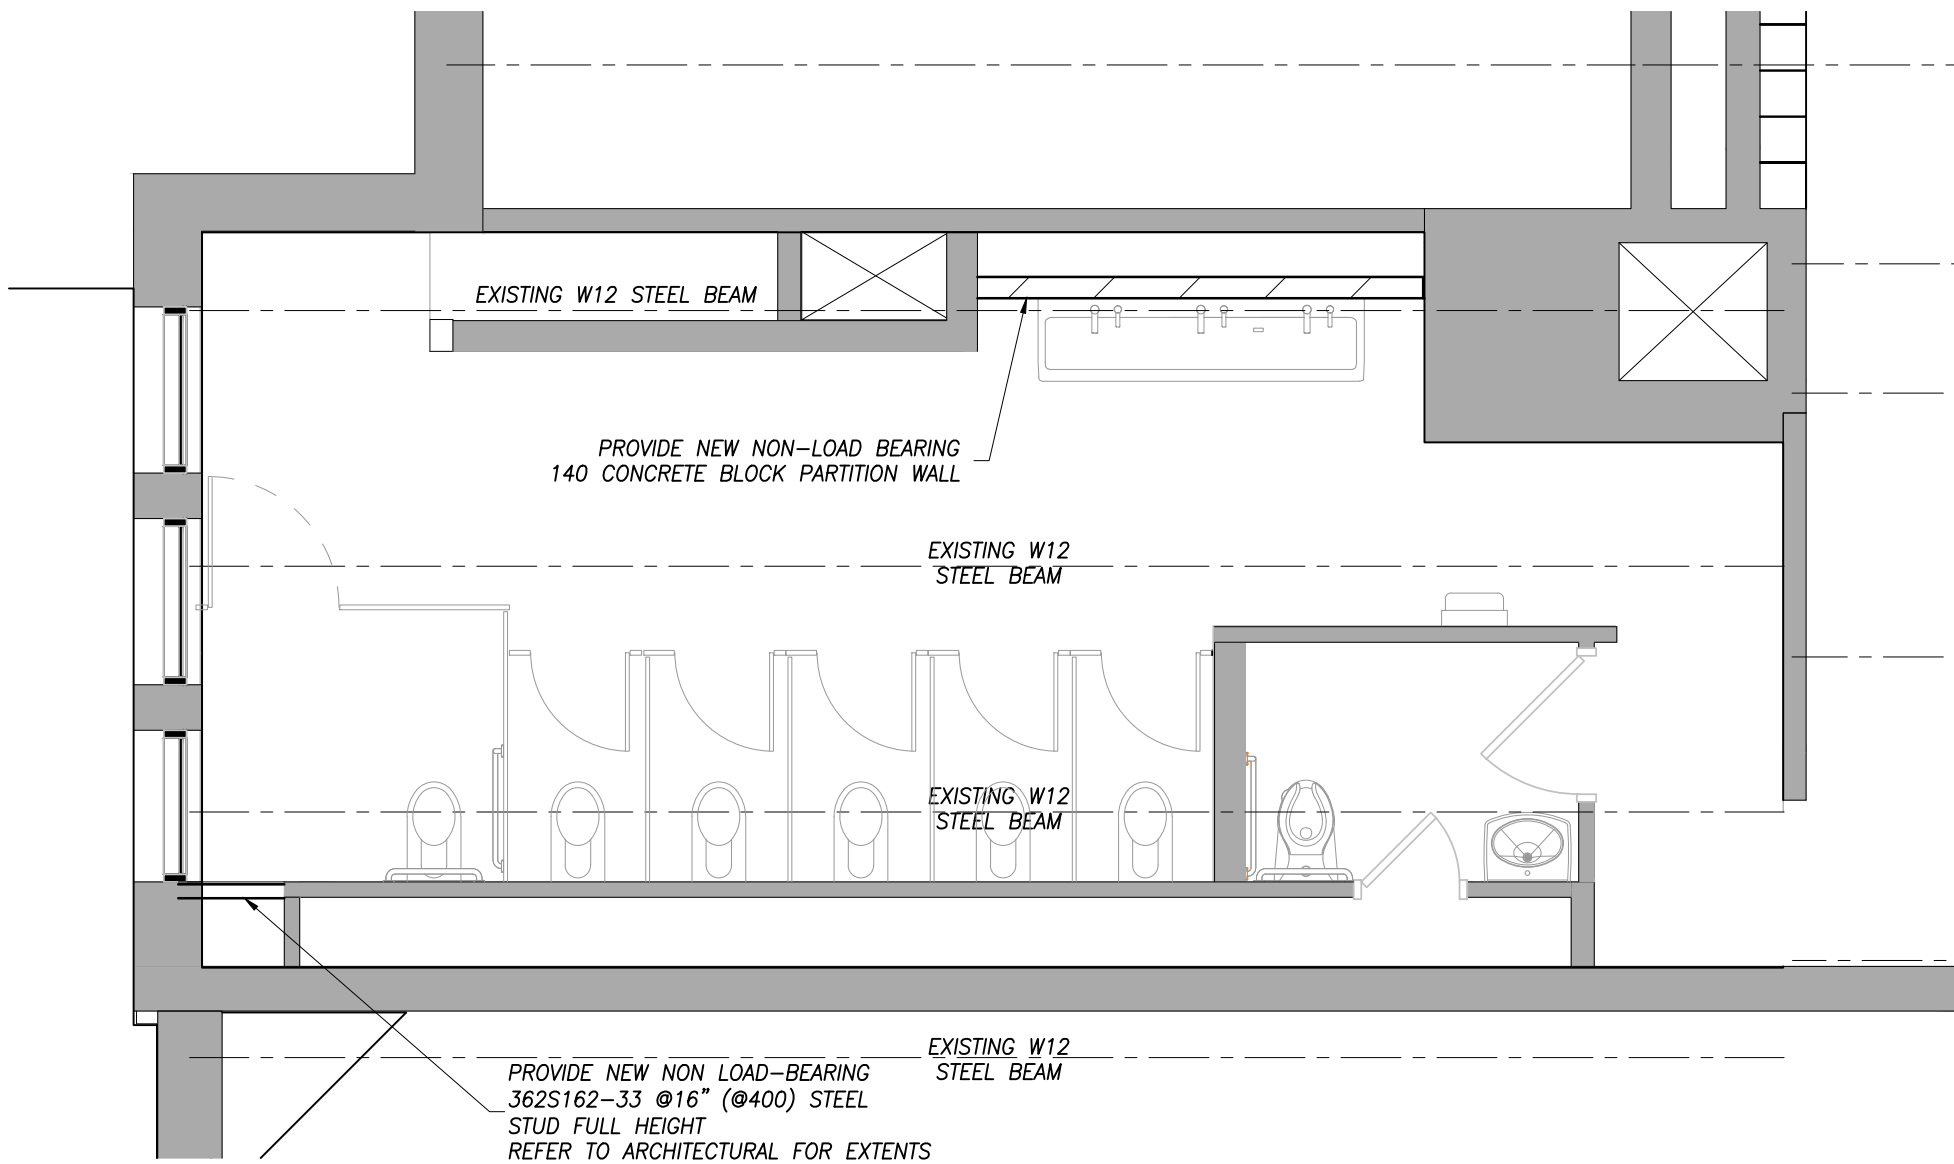 EXISTING W12 STEEL BEAM
PROVIDE NEW NON-LOAD BEARING
140 CONCRETE BLOCK PARTITION WALL
EXISTING W12
STEEL BEAM
EXISTING W12
STEEL BEAM
EXISTING W12
STEEL BEAM
PROVIDE NEW NON LOAD-BEARING
362S162-33 @16" (@400) STEEL
STUD FULL HEIGHT
REFER TO ARCHITECTURAL FOR EXTENTS